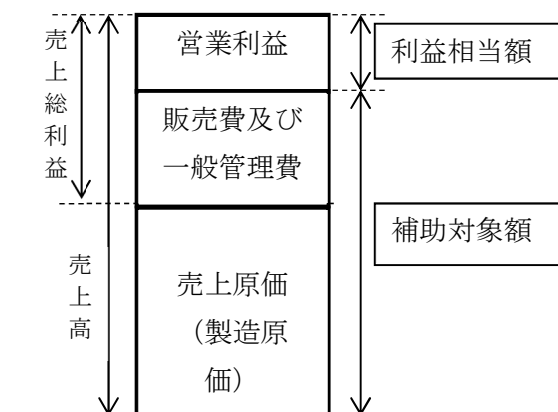 売上総利益
売上高
営業利益
販売費及び
一般管理費
売上原価
（製造原
価）
利益相当額
補助対象額